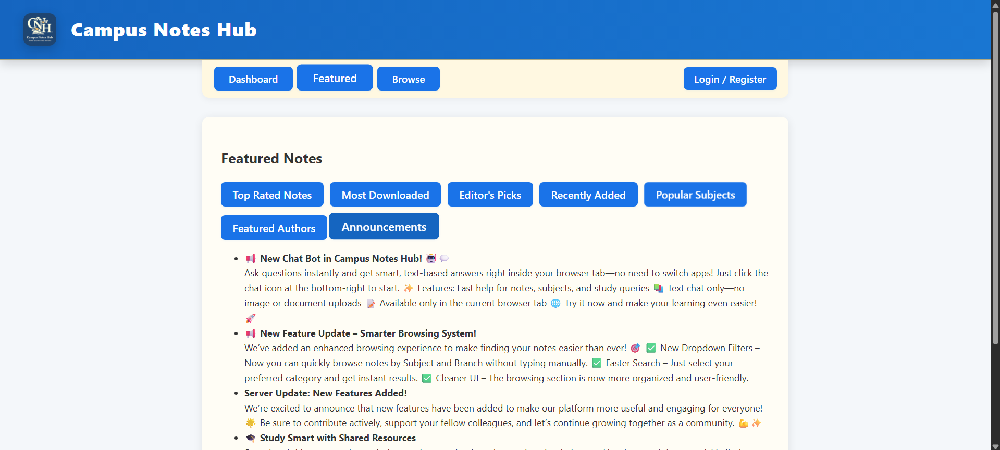 CNH
Campus Notes Hub
Campus Notes Hub
Dashboard
Featured
Browse
Login / Register
Featured Notes
Top Rated Notes
Most Downloaded
Editor's Picks
Recently Added
Popular Subjects
Featured Authors
Announcements
• 📢 New Chat Bot in Campus Notes Hub! 🤖 💬
Ask questions instantly and get smart, text-based answers right inside your browser tab—no need to switch apps! Just click the
chat icon at the bottom-right to start. ✨ Features: Fast help for notes, subjects, and study queries 📚 Text chat only—no
image or document uploads 📝 Available only in the current browser tab 🌐 Try it now and make your learning even easier!
🚀
• 📢 New Feature Update – Smarter Browsing System!
We’ve added an enhanced browsing experience to make finding your notes easier than ever! 🎯 ✅ New Dropdown Filters –
Now you can quickly browse notes by Subject and Branch without typing manually. ✅ Faster Search – Just select your
preferred category and get instant results. ✅ Cleaner UI – The browsing section is now more organized and user-friendly.
• Server Update: New Features Added!
We’re excited to announce that new features have been added to make our platform more useful and engaging for everyone!
🌟 Be sure to contribute actively, support your fellow colleagues, and let’s continue growing together as a community. 💪 ✨
• 🎓 Study Smart with Shared Resources